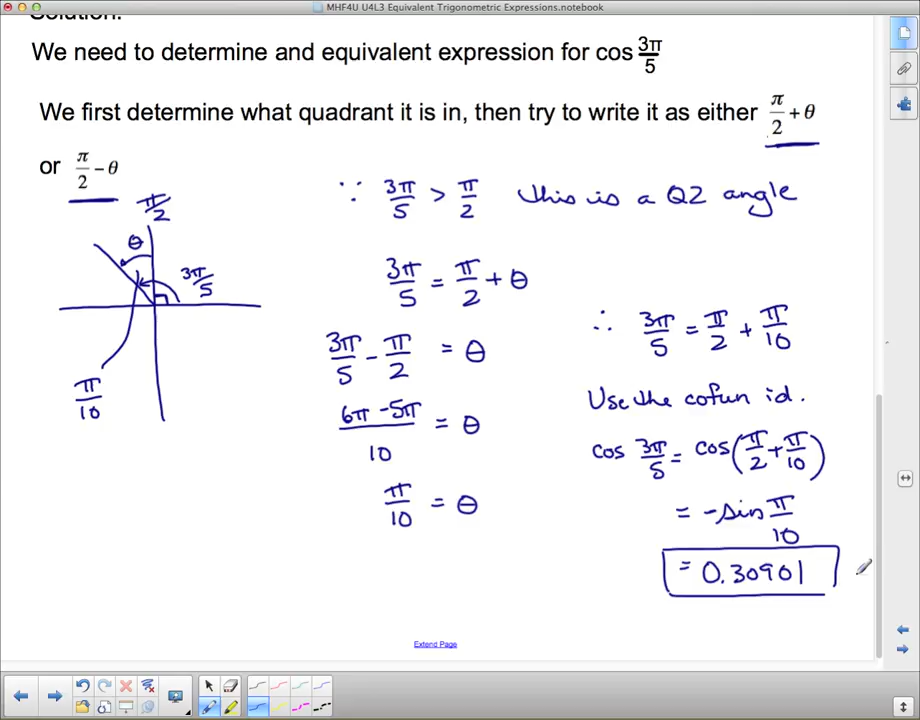 MHF4U U4L3 Equivalent Trigonometric Expressions.notebook
Solution:
We need to determine and equivalent expression for cos 3π/5
We first determine what quadrant it is in, then try to write it as either π/2 + θ
or π/2 − θ
∵ 3π/5 > π/2 this is a Q2 angle
π/2
θ
3π/5
π/10
3π/5 = π/2 + θ
3π/5 − π/2 = θ
6π − 5π / 10 = θ
π/10 = θ
∴ 3π/5 = π/2 + π/10
Use the cofun id.
cos 3π/5 = cos(π/2 + π/10)
= −sin π/10
= 0.30901
Extend Page